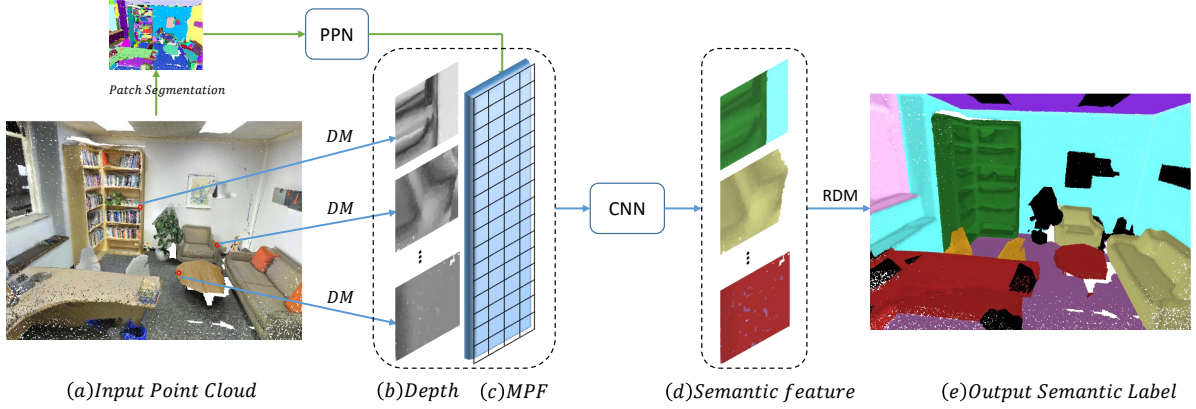 PPN
Patch Segmentation
DM
DM
DM
CNN
RDM
(a)Input Point Cloud
(b)Depth
(c)MPF
(d)Semantic feature
(e)Output Semantic Label